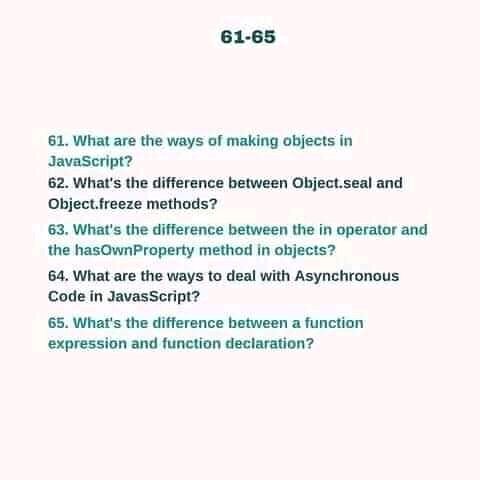 61-65
61. What are the ways of making objects in
JavaScript?
62. What's the difference between Object.seal and
Object.freeze methods?
63. What's the difference between the in operator and
the hasOwnProperty method in objects?
64. What are the ways to deal with Asynchronous
Code in JavasScript?
65. What's the difference between a function
expression and function declaration?